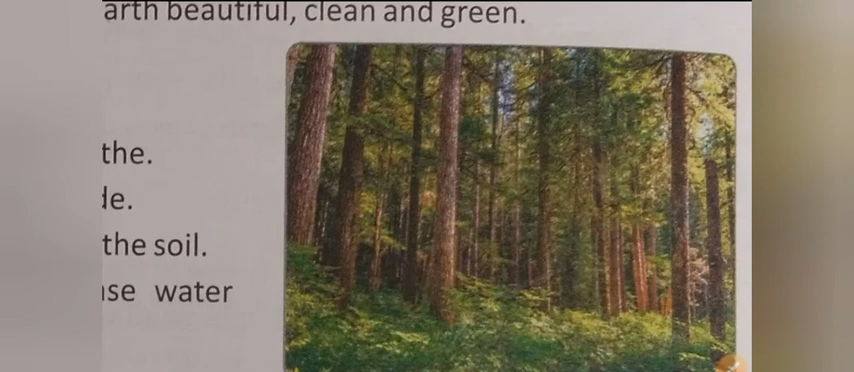 arth beautiful, clean and green.
the.
de.
the soil.
se water